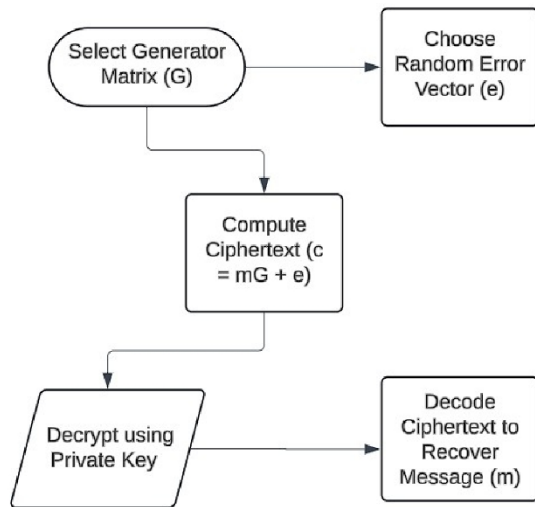 Select Generator
Matrix (G)
Choose
Random Error
Vector (e)
Compute
Ciphertext (c
= mG + e)
Decrypt using
Private Key
Decode
Ciphertext to
Recover
Message (m)